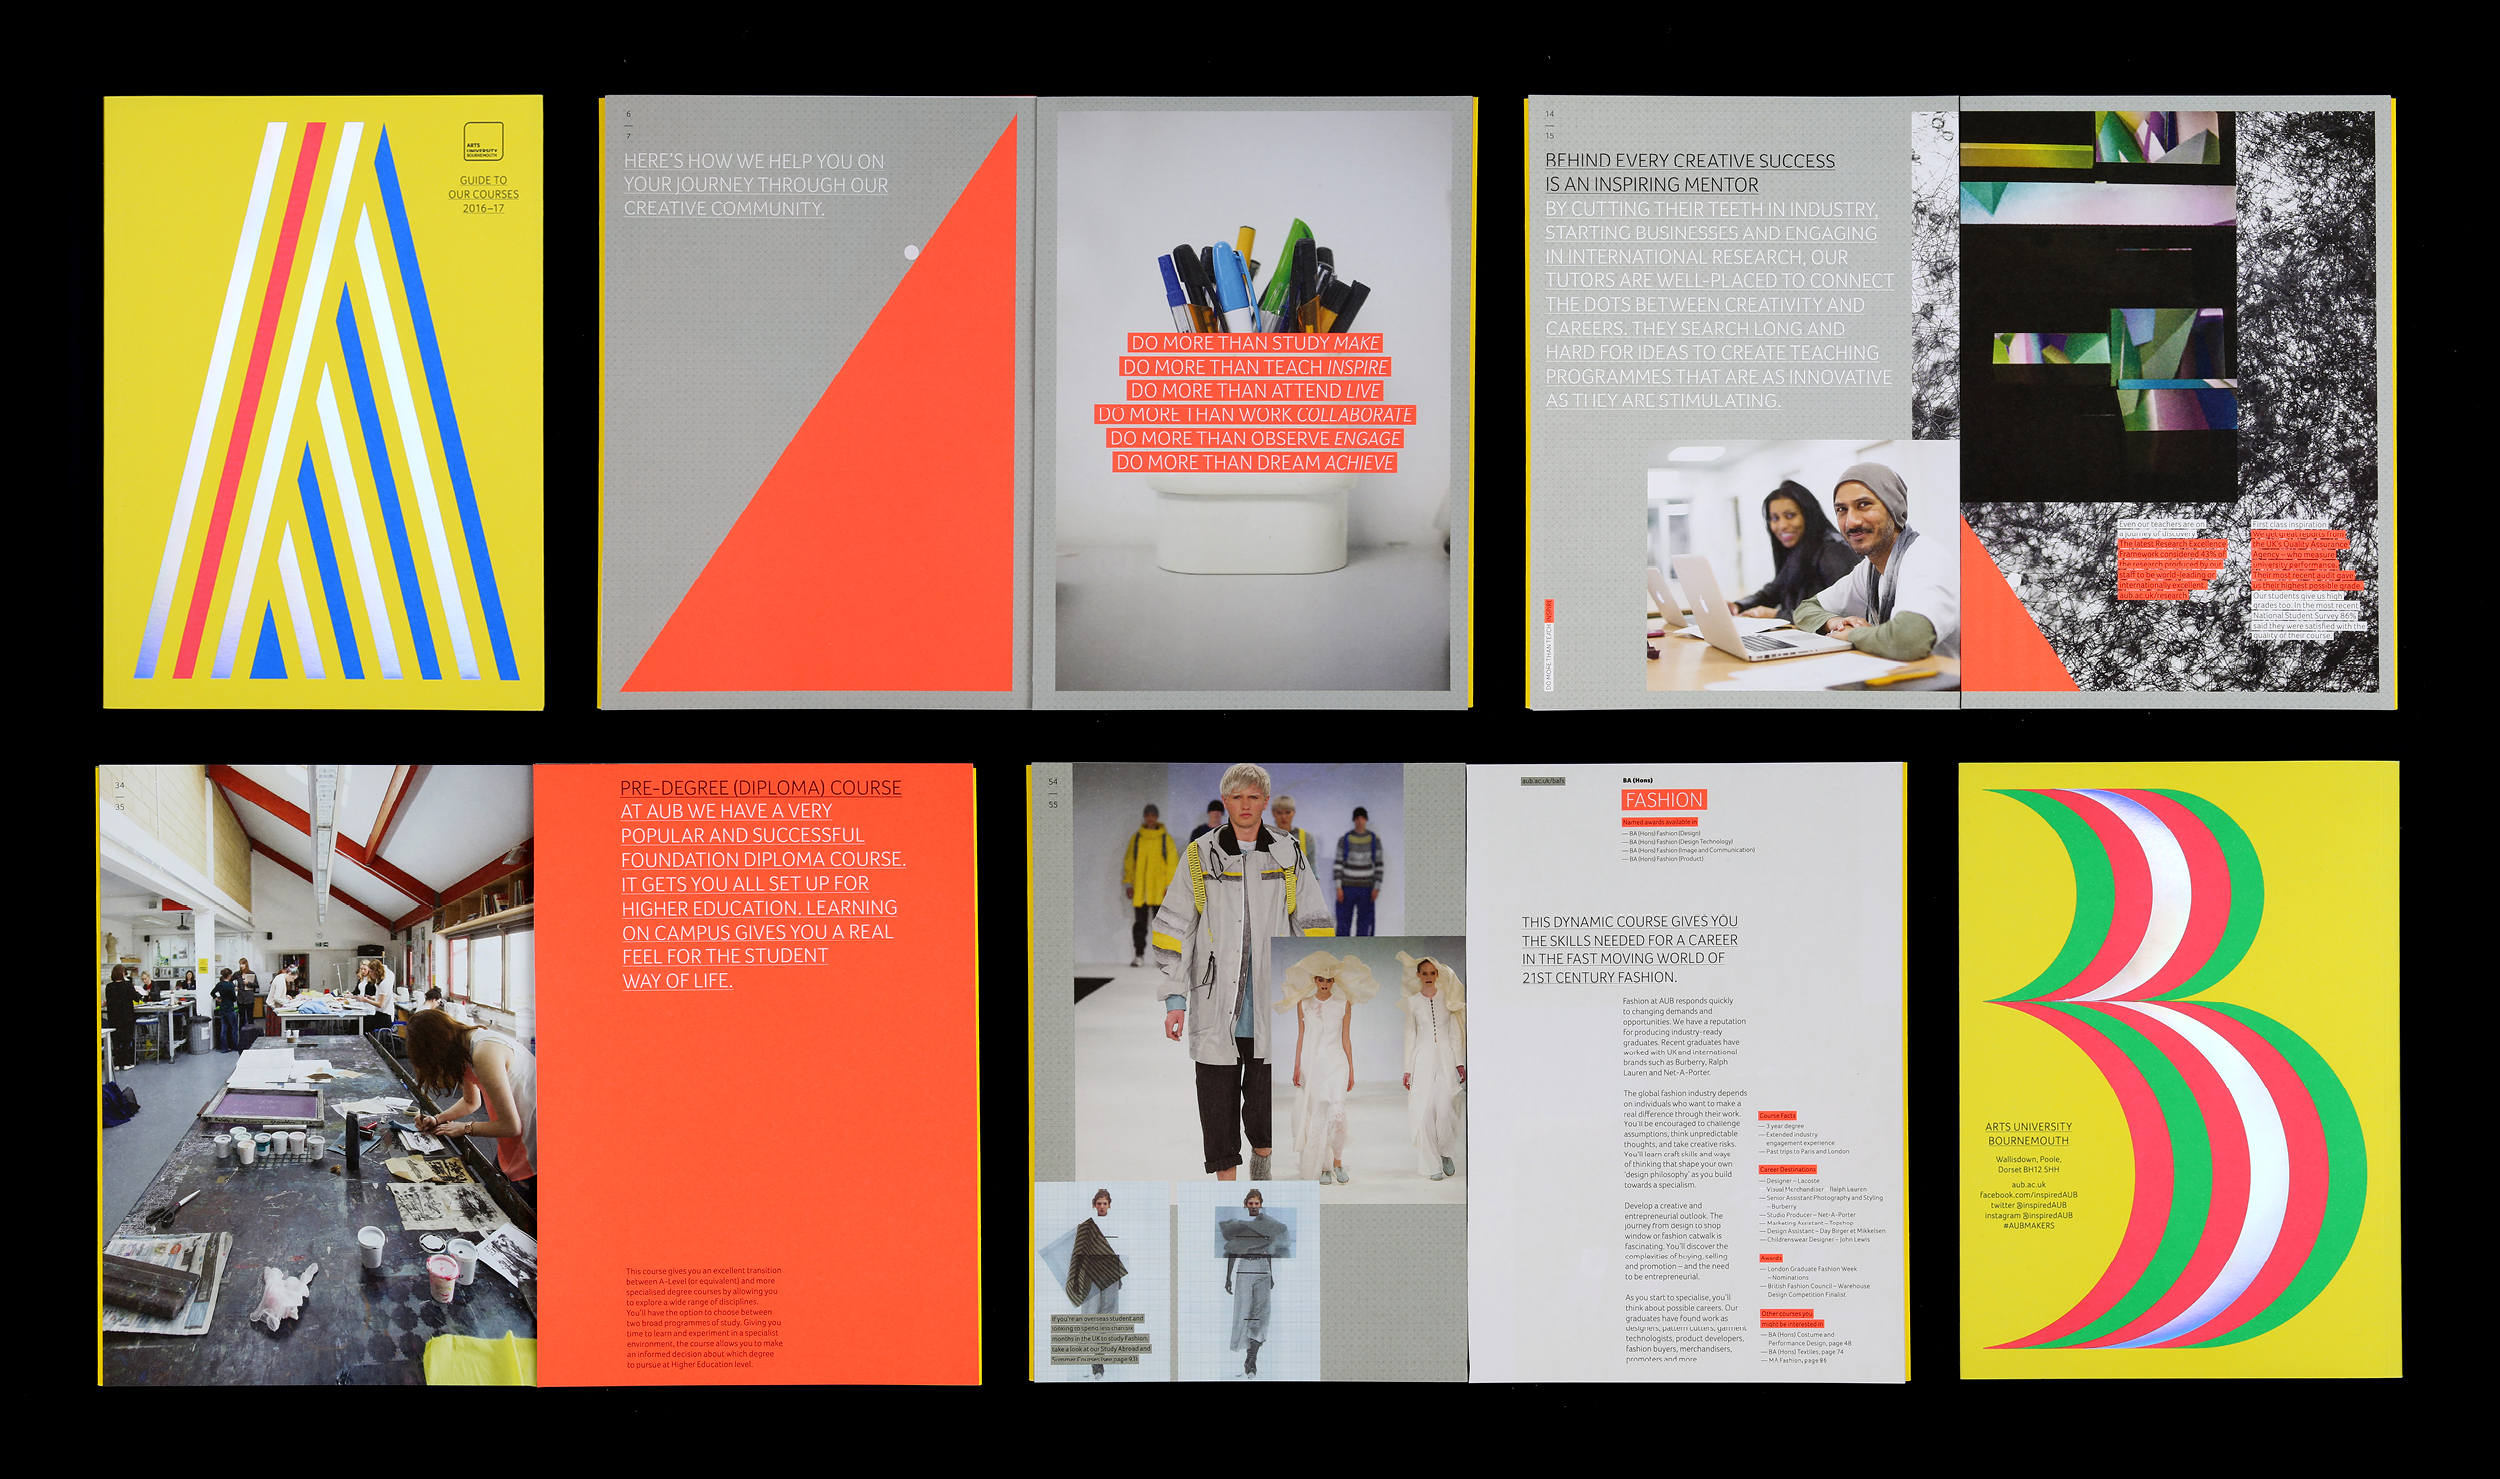 ARTS
UNIVERSITY
BOURNEMOUTH
GUIDE TO
OUR COURSES
2016–17
6
7
HERE'S HOW WE HELP YOU ON
YOUR JOURNEY THROUGH OUR
CREATIVE COMMUNITY.
DO MORE THAN STUDY MAKE
DO MORE THAN TEACH INSPIRE
DO MORE THAN ATTEND LIVE
DO MORE THAN WORK COLLABORATE
DO MORE THAN OBSERVE ENGAGE
DO MORE THAN DREAM ACHIEVE
14
15
BEHIND EVERY CREATIVE SUCCESS
IS AN INSPIRING MENTOR
BY CUTTING THEIR TEETH IN INDUSTRY,
STARTING BUSINESSES AND ENGAGING
IN INTERNATIONAL RESEARCH, OUR
TUTORS ARE WELL-PLACED TO CONNECT
THE DOTS BETWEEN CREATIVITY AND
CAREERS. THEY SEARCH LONG AND
HARD FOR IDEAS TO CREATE TEACHING
PROGRAMMES THAT ARE AS INNOVATIVE
AS THEY ARE STIMULATING.
DO MORE THAN TEACH INSPIRE
Even our teachers are on
a journey of discovery
The latest Research Excellence
Framework considered 43% of
the research produced by our
staff to be world-leading or
internationally excellent.
aub.ac.uk/research
First class inspiration
We get great reports from
the UK's Quality Assurance
Agency – who measure
university performance.
Their most recent audit gave
us their highest possible grade.
Our students give us high
grades too. In the most recent
National Student Survey 86%
said they were satisfied with the
quality of their course.
34
35
PRE-DEGREE (DIPLOMA) COURSE
AT AUB WE HAVE A VERY
POPULAR AND SUCCESSFUL
FOUNDATION DIPLOMA COURSE.
IT GETS YOU ALL SET UP FOR
HIGHER EDUCATION. LEARNING
ON CAMPUS GIVES YOU A REAL
FEEL FOR THE STUDENT
WAY OF LIFE.
This course gives you an excellent transition
between A-Level (or equivalent) and more
specialised degree courses by allowing you
to explore a wide range of disciplines.
You'll have the option to choose between
two broad programmes of study. Giving you
time to learn and experiment in a specialist
environment, the course allows you to make
an informed decision about which degree
to pursue at Higher Education level.
54
55
If you're an overseas student and
looking to spend less than six
months in the UK to study Fashion,
take a look at our Study Abroad and
Summer Courses (see page 93)
aub.ac.uk/bafs
BA (Hons)
FASHION
Named awards available in
— BA (Hons) Fashion (Design)
— BA (Hons) Fashion (Design Technology)
— BA (Hons) Fashion (Image and Communication)
— BA (Hons) Fashion (Product)
THIS DYNAMIC COURSE GIVES YOU
THE SKILLS NEEDED FOR A CAREER
IN THE FAST MOVING WORLD OF
21ST CENTURY FASHION.
Fashion at AUB responds quickly
to changing demands and
opportunities. We have a reputation
for producing industry-ready
graduates. Recent graduates have
worked with UK and international
brands such as Burberry, Ralph
Lauren and Net-A-Porter.
The global fashion industry depends
on individuals who want to make a
real difference through their work.
You'll be encouraged to challenge
assumptions, think unpredictable
thoughts, and take creative risks.
You'll learn craft skills and ways
of thinking that shape your own
'design philosophy' as you build
towards a specialism.
Develop a creative and
entrepreneurial outlook. The
journey from design to shop
window or fashion catwalk is
fascinating. You'll discover the
complexities of buying, selling
and promotion – and the need
to be entrepreneurial.
As you start to specialise, you'll
think about possible careers. Our
graduates have found work as
designers, pattern cutters, garment
technologists, product developers,
fashion buyers, merchandisers,
promoters and more.
Course Facts
— 3 year degree
— Extended industry
engagement experience
— Past trips to Paris and London
Career Destinations
— Designer – Lacoste
Visual Merchandiser Ralph Lauren
— Senior Assistant Photography and Styling
– Burberry
— Studio Producer – Net-A-Porter
— Marketing Assistant – Topshop
— Design Assistant – Day Birger et Mikkelsen
— Childrenswear Designer – John Lewis
Awards
— London Graduate Fashion Week
– Nominations
— British Fashion Council – Warehouse
Design Competition Finalist
Other courses you
might be interested in
— BA (Hons) Costume and
Performance Design, page 48
— BA (Hons) Textiles, page 74
— MA Fashion, page 86
ARTS UNIVERSITY
BOURNEMOUTH
Wallisdown, Poole,
Dorset BH12 5HH
aub.ac.uk
facebook.com/inspiredAUB
twitter @inspiredAUB
instagram @inspiredAUB
#AUBMAKERS